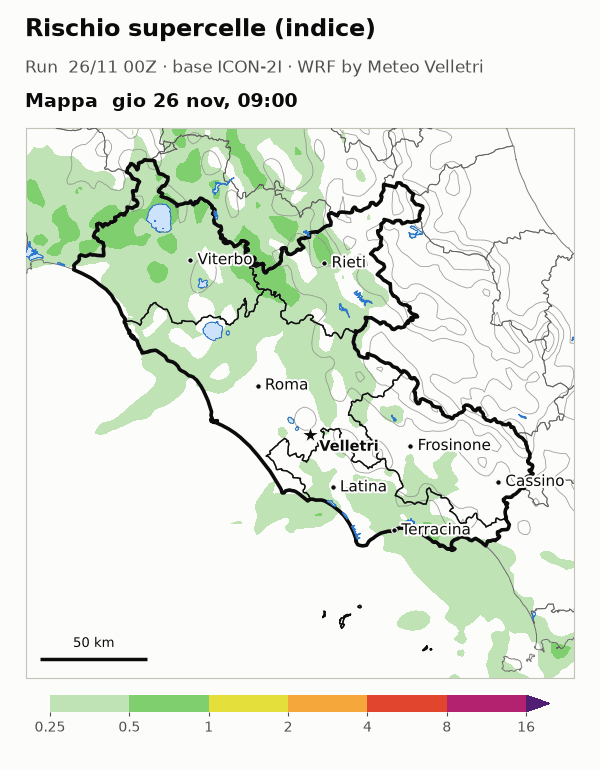 Rischio supercelle (indice)
Run  26/11 00Z · base ICON-2I · WRF by Meteo Velletri
Mappa  gio 26 nov, 09:00
Viterbo
Rieti
Roma
Velletri
Frosinone
Latina
Cassino
Terracina
50 km
0.25 0.5 1 2 4 8 16